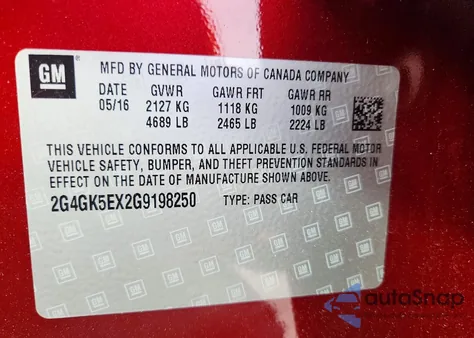 GM
MFD BY GENERAL MOTORS OF CANADA COMPANY
DATE GVWR GAWR FRT GAWR RR
05/16 2127 KG 1118 KG 1009 KG
4689 LB 2465 LB 2224 LB
THIS VEHICLE CONFORMS TO ALL APPLICABLE U.S. FEDERAL MOTOR
VEHICLE SAFETY, BUMPER, AND THEFT PREVENTION STANDARDS
IN EFFECT ON THE DATE OF MANUFACTURE SHOWN ABOVE.
2G4GK5EX2G9198250 TYPE: PASS CAR
autoSnap